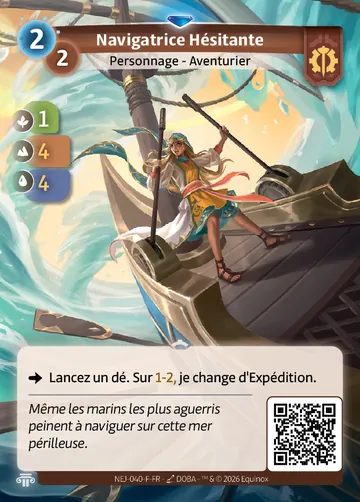 2
Navigatrice Hésitante
2
Personnage - Aventurier
1
4
4
Lancez un dé. Sur 1-2, je change d'Expédition.
Même les marins les plus aguerris
peinent à naviguer sur cette mer
périlleuse.
NEJ-040-F-FR - DOBA - ™ & © 2026 Equinox